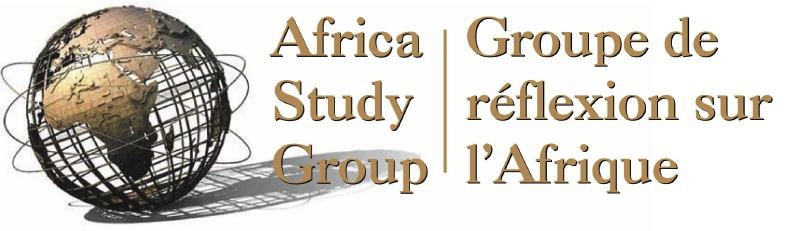 Africa
Study
Group
Groupe de
réflexion sur
l’Afrique